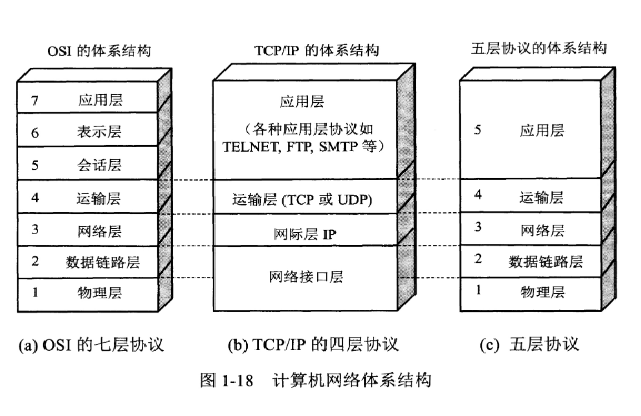 OSI 的体系结构
7 应用层
6 表示层
5 会话层
4 运输层
3 网络层
2 数据链路层
1 物理层
(a) OSI 的七层协议
TCP/IP 的体系结构
应用层
（各种应用层协议如
TELNET, FTP, SMTP 等）
运输层 (TCP 或 UDP)
网际层 IP
网络接口层
(b) TCP/IP 的四层协议
五层协议的体系结构
5 应用层
4 运输层
3 网络层
2 数据链路层
1 物理层
(c) 五层协议
图 1-18 计算机网络体系结构